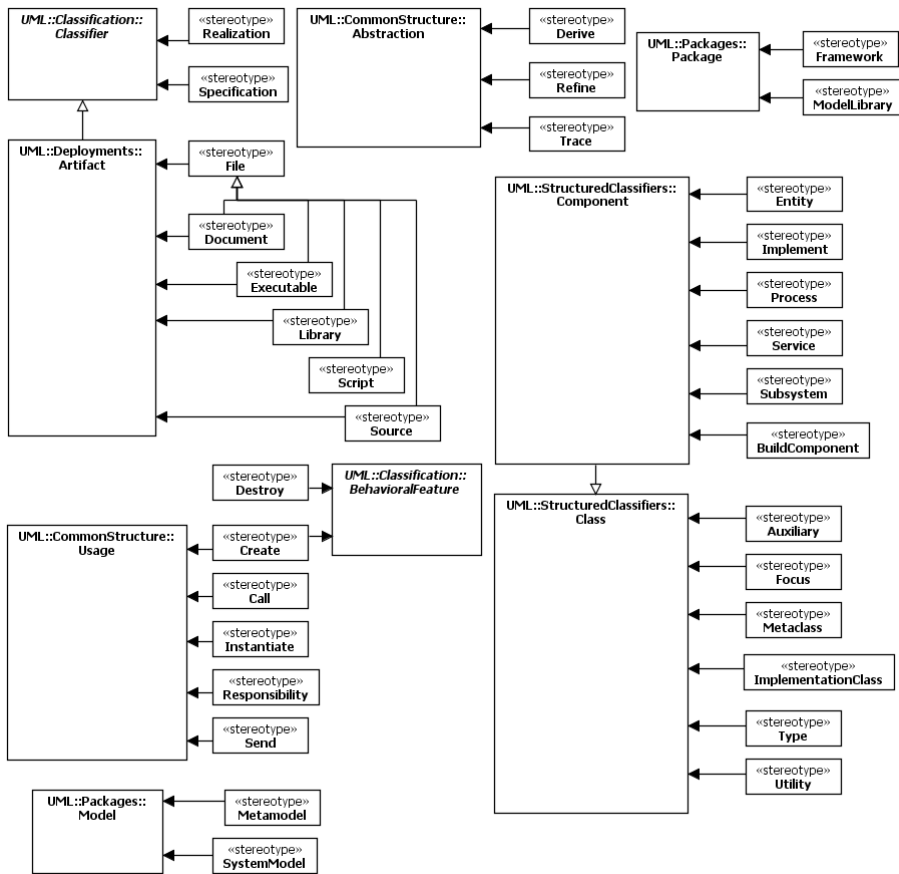 UML::Classification::
Classifier
«stereotype»
Realization
«stereotype»
Specification
UML::CommonStructure::
Abstraction
«stereotype»
Derive
«stereotype»
Refine
«stereotype»
Trace
UML::Packages::
Package
«stereotype»
Framework
«stereotype»
ModelLibrary
UML::Deployments::
Artifact
«stereotype»
File
«stereotype»
Document
«stereotype»
Executable
«stereotype»
Library
«stereotype»
Script
«stereotype»
Source
UML::StructuredClassifiers::
Component
«stereotype»
Entity
«stereotype»
Implement
«stereotype»
Process
«stereotype»
Service
«stereotype»
Subsystem
«stereotype»
BuildComponent
«stereotype»
Destroy
UML::Classification::
BehavioralFeature
UML::CommonStructure::
Usage
«stereotype»
Create
«stereotype»
Call
«stereotype»
Instantiate
«stereotype»
Responsibility
«stereotype»
Send
UML::StructuredClassifiers::
Class
«stereotype»
Auxiliary
«stereotype»
Focus
«stereotype»
Metaclass
«stereotype»
ImplementationClass
«stereotype»
Type
«stereotype»
Utility
UML::Packages::
Model
«stereotype»
Metamodel
«stereotype»
SystemModel